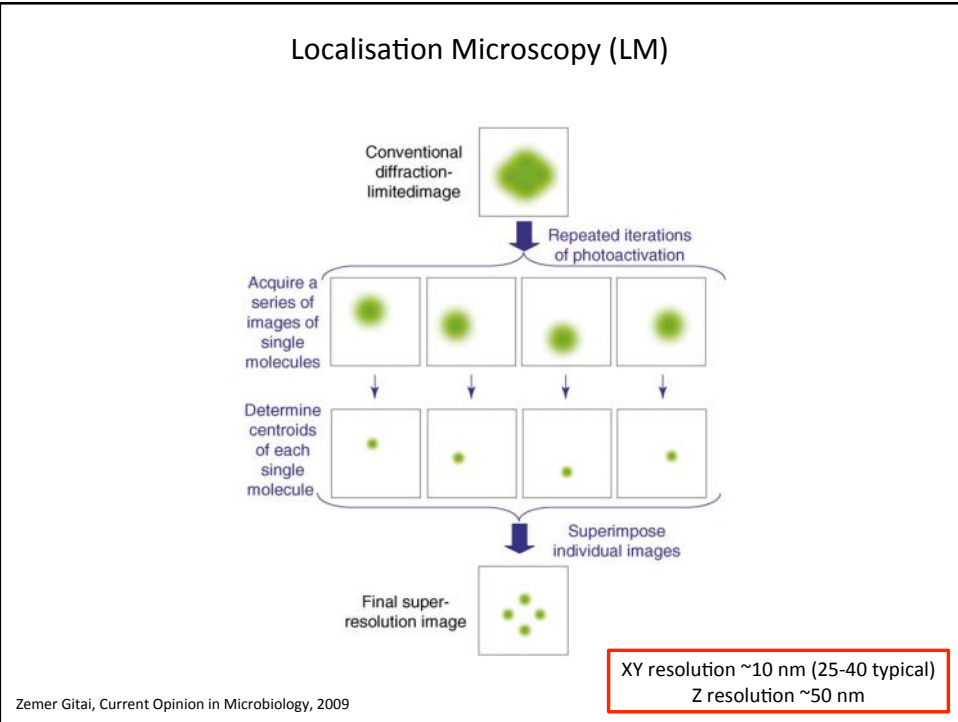 Localisation Microscopy (LM)
Conventional
diffraction-
limitedimage
Repeated iterations
of photoactivation
Acquire a
series of
images of
single
molecules
Determine
centroids
of each
single
molecule
Superimpose
individual images
Final super-
resolution image
XY resolution ~10 nm (25-40 typical)
Z resolution ~50 nm
Zemer Gitai, Current Opinion in Microbiology, 2009